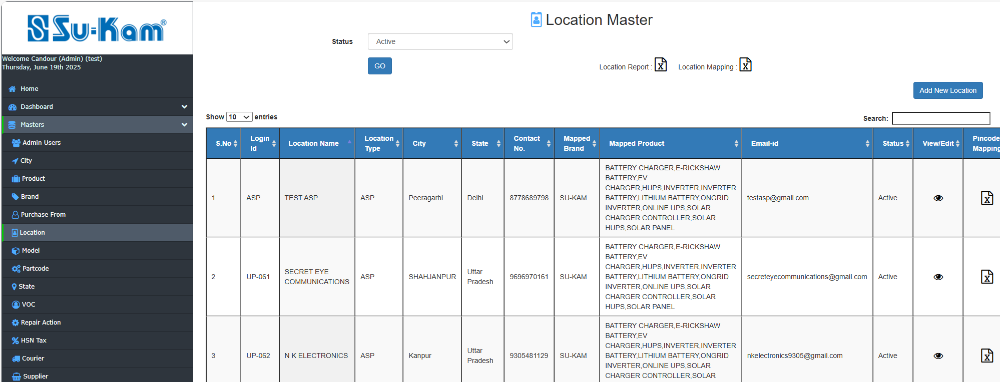 Su-Kam®
Welcome Candour (Admin) (test)
Thursday, June 19th 2025
Home
Dashboard
Masters
Admin Users
City
Product
Brand
Purchase From
Location
Model
Partcode
State
VOC
Repair Action
HSN Tax
Courier
Supplier
Location Master
Status Active
GO
Location Report : Location Mapping :
Add New Location
Show 10 entries
Search:
S.No Login Id Location Name Location Type City State Contact No. Mapped Brand Mapped Product Email-id Status View/Edit Pincode Mapping
1 ASP TEST ASP ASP Peeragarhi Delhi 8778689798 SU-KAM
BATTERY CHARGER,E-RICKSHAW
BATTERY,EV
CHARGER,HUPS,INVERTER,INVERTER
BATTERY,LITHIUM BATTERY,ONGRID
INVERTER,ONLINE UPS,SOLAR
CHARGER CONTROLLER,SOLAR
HUPS,SOLAR PANEL
testasp@gmail.com Active
2 UP-061 SECRET EYE COMMUNICATIONS ASP SHAHJANPUR Uttar Pradesh 9696970161 SU-KAM
BATTERY CHARGER,E-RICKSHAW
BATTERY,EV
CHARGER,HUPS,INVERTER,INVERTER
BATTERY,LITHIUM BATTERY,ONGRID
INVERTER,ONLINE UPS,SOLAR
CHARGER CONTROLLER,SOLAR
HUPS,SOLAR PANEL
secreteyecommunications@gmail.com Active
3 UP-062 N K ELECTRONICS ASP Kanpur Uttar Pradesh 9305481129 SU-KAM
BATTERY CHARGER,E-RICKSHAW
BATTERY,EV
CHARGER,HUPS,INVERTER,INVERTER
BATTERY,LITHIUM BATTERY,ONGRID
INVERTER,ONLINE UPS,SOLAR
CHARGER CONTROLLER,SOLAR
nkelectronics9305@gmail.com Active